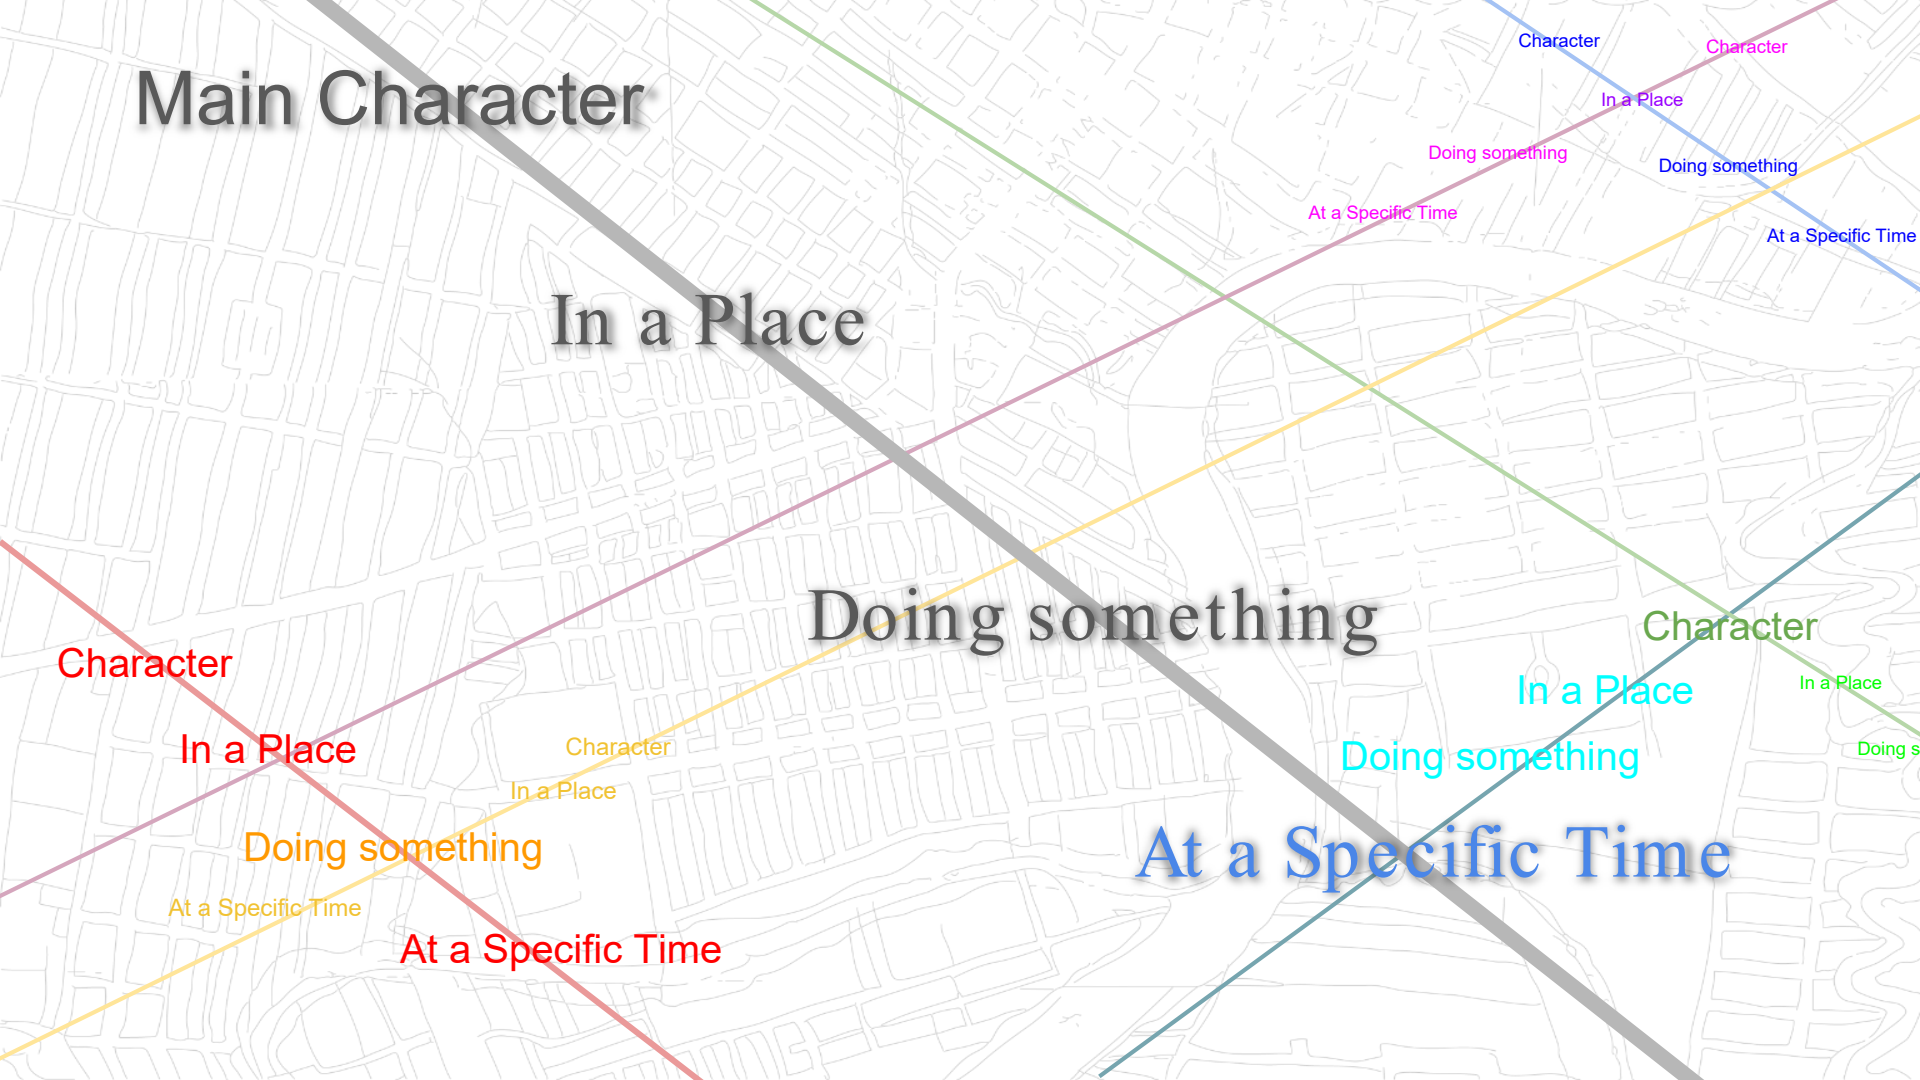 Character
Character
Main Character
In a Place
Doing something
Doing something
At a Specific Time
At a Specific Time
In a Place
Doing something
Character
Character
In a Place
In a Place
In a Place
Character
Doing s
Doing something
In a Place
Doing something
At a Specific Time
At a Specific Time
At a Specific Time